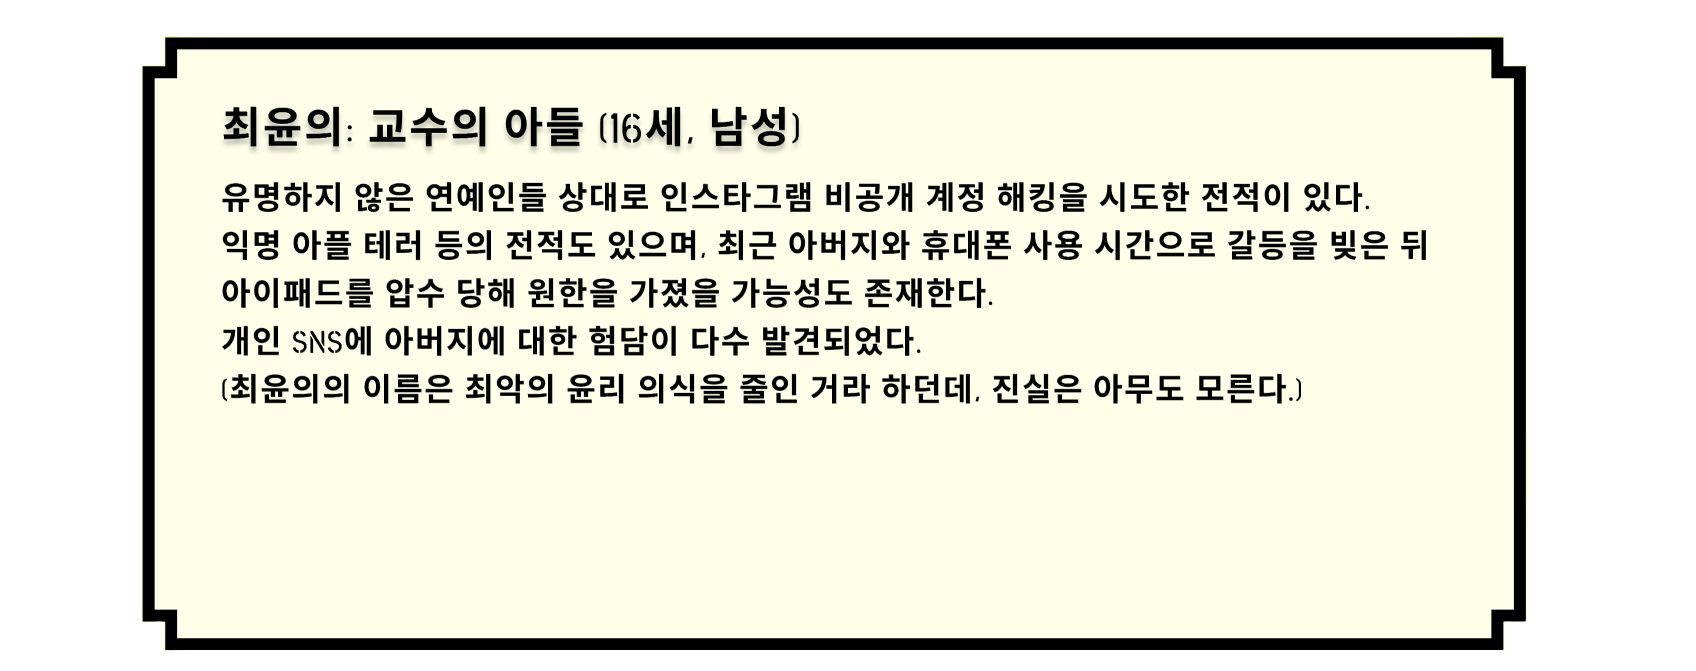 최윤의: 교수의 아들 (16세, 남성)
유명하지 않은 연예인들 상대로 인스타그램 비공개 계정 해킹을 시도한 전적이 있다.
익명 아플 테러 등의 전적도 있으며, 최근 아버지와 휴대폰 사용 시간으로 갈등을 빚은 뒤
아이패드를 압수 당해 원한을 가졌을 가능성도 존재한다.
개인 SNS에 아버지에 대한 험담이 다수 발견되었다.
(최윤의의 이름은 최악의 윤리 의식을 줄인 거라 하던데, 진실은 아무도 모른다.)